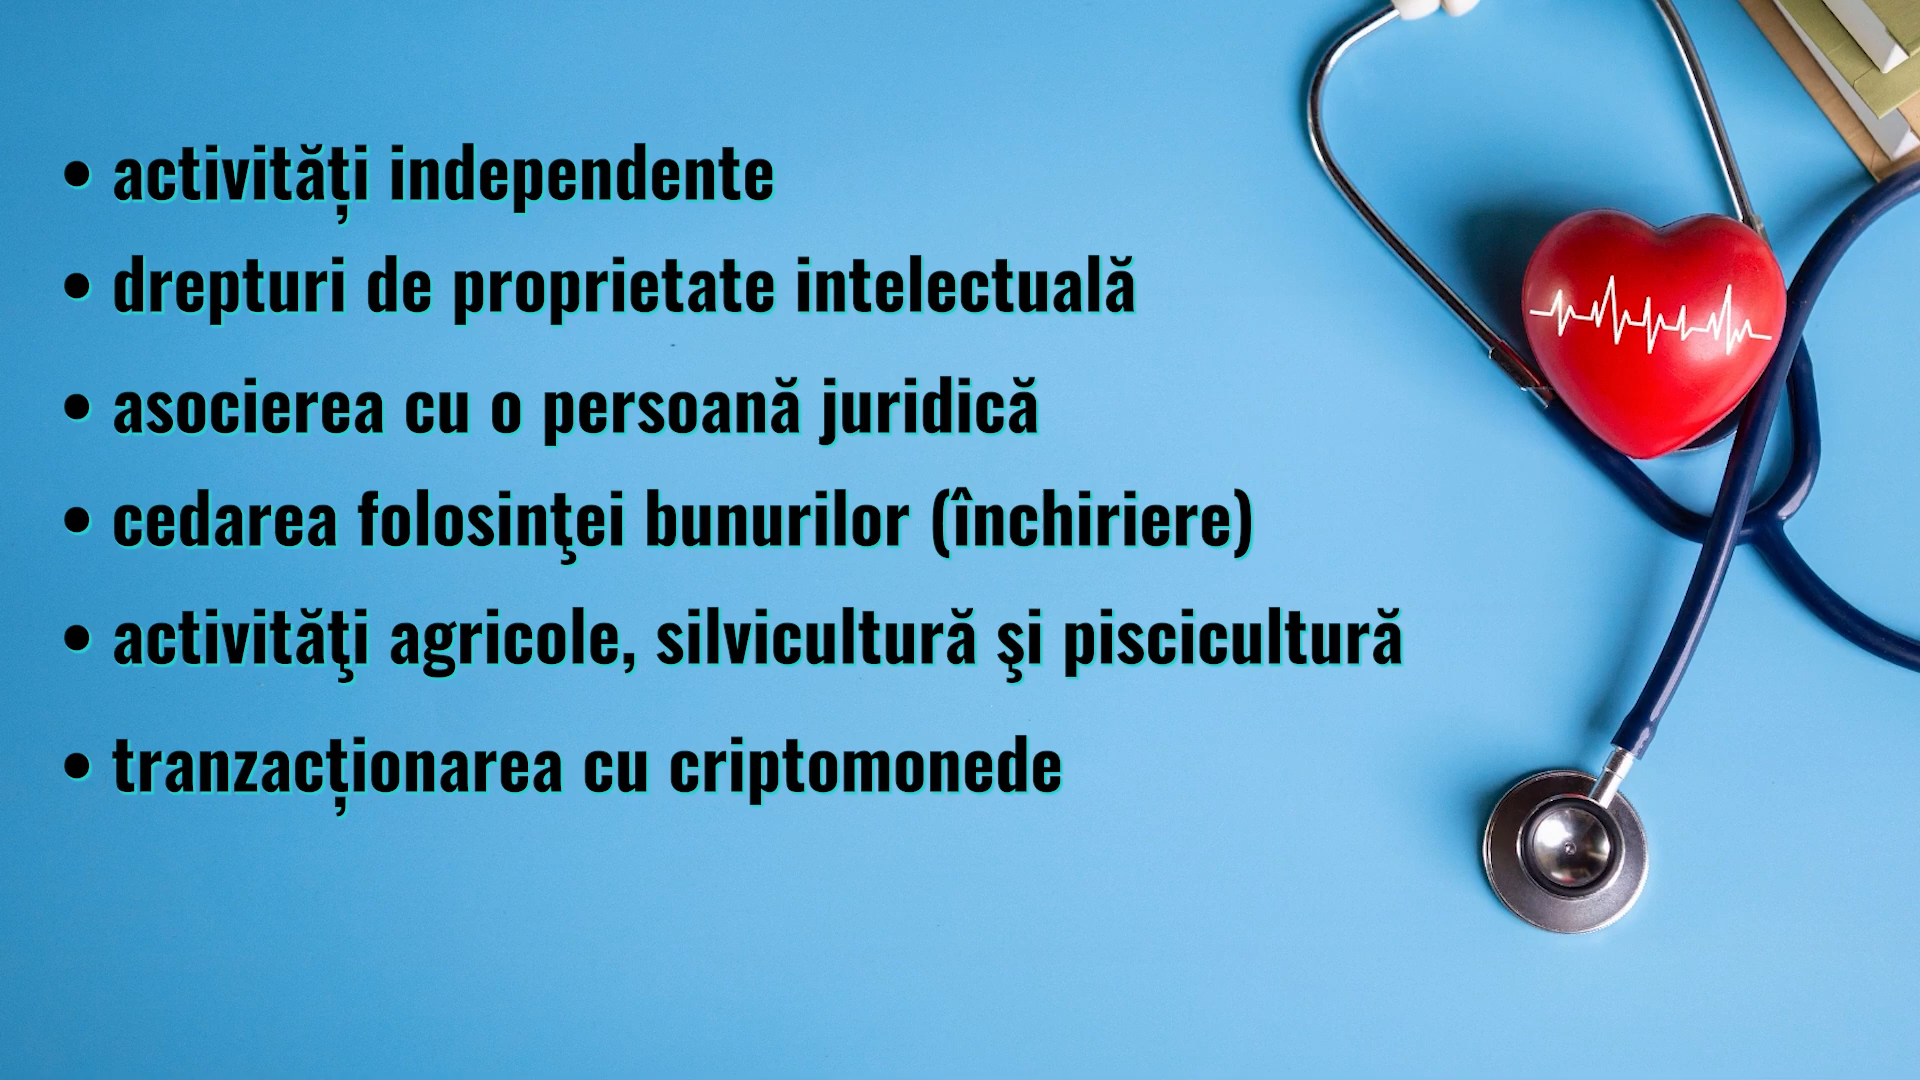 • activități independente
• drepturi de proprietate intelectuală
• asocierea cu o persoană juridică
• cedarea folosinţei bunurilor (închiriere)
• activităţi agricole, silvicultură şi piscicultură
• tranzacționarea cu criptomonede